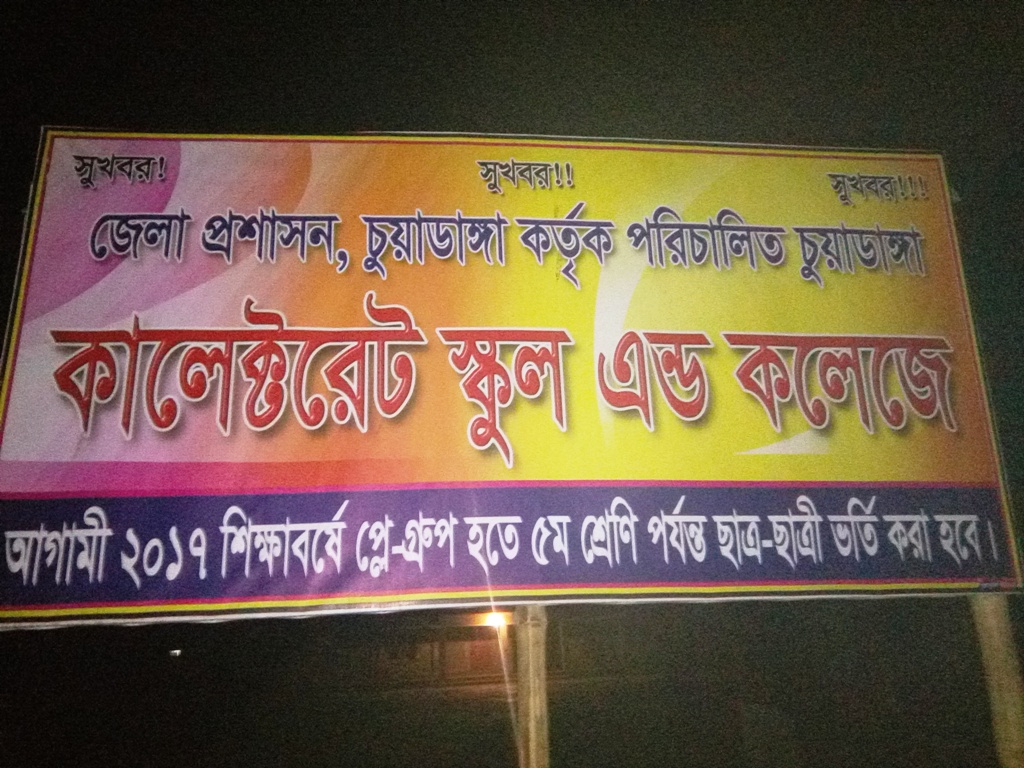 সুখবর! সুখবর!! সুখবর!!!
জেলা প্রশাসন, চুয়াডাঙ্গা কর্তৃক পরিচালিত চুয়াডাঙ্গা
কালেক্টরেট স্কুল এন্ড কলেজে
আগামী ২০১৭ শিক্ষাবর্ষে প্লে-গ্রুপ হতে ৫ম শ্রেণি পর্যন্ত ছাত্র-ছাত্রী ভর্তি করা হবে।